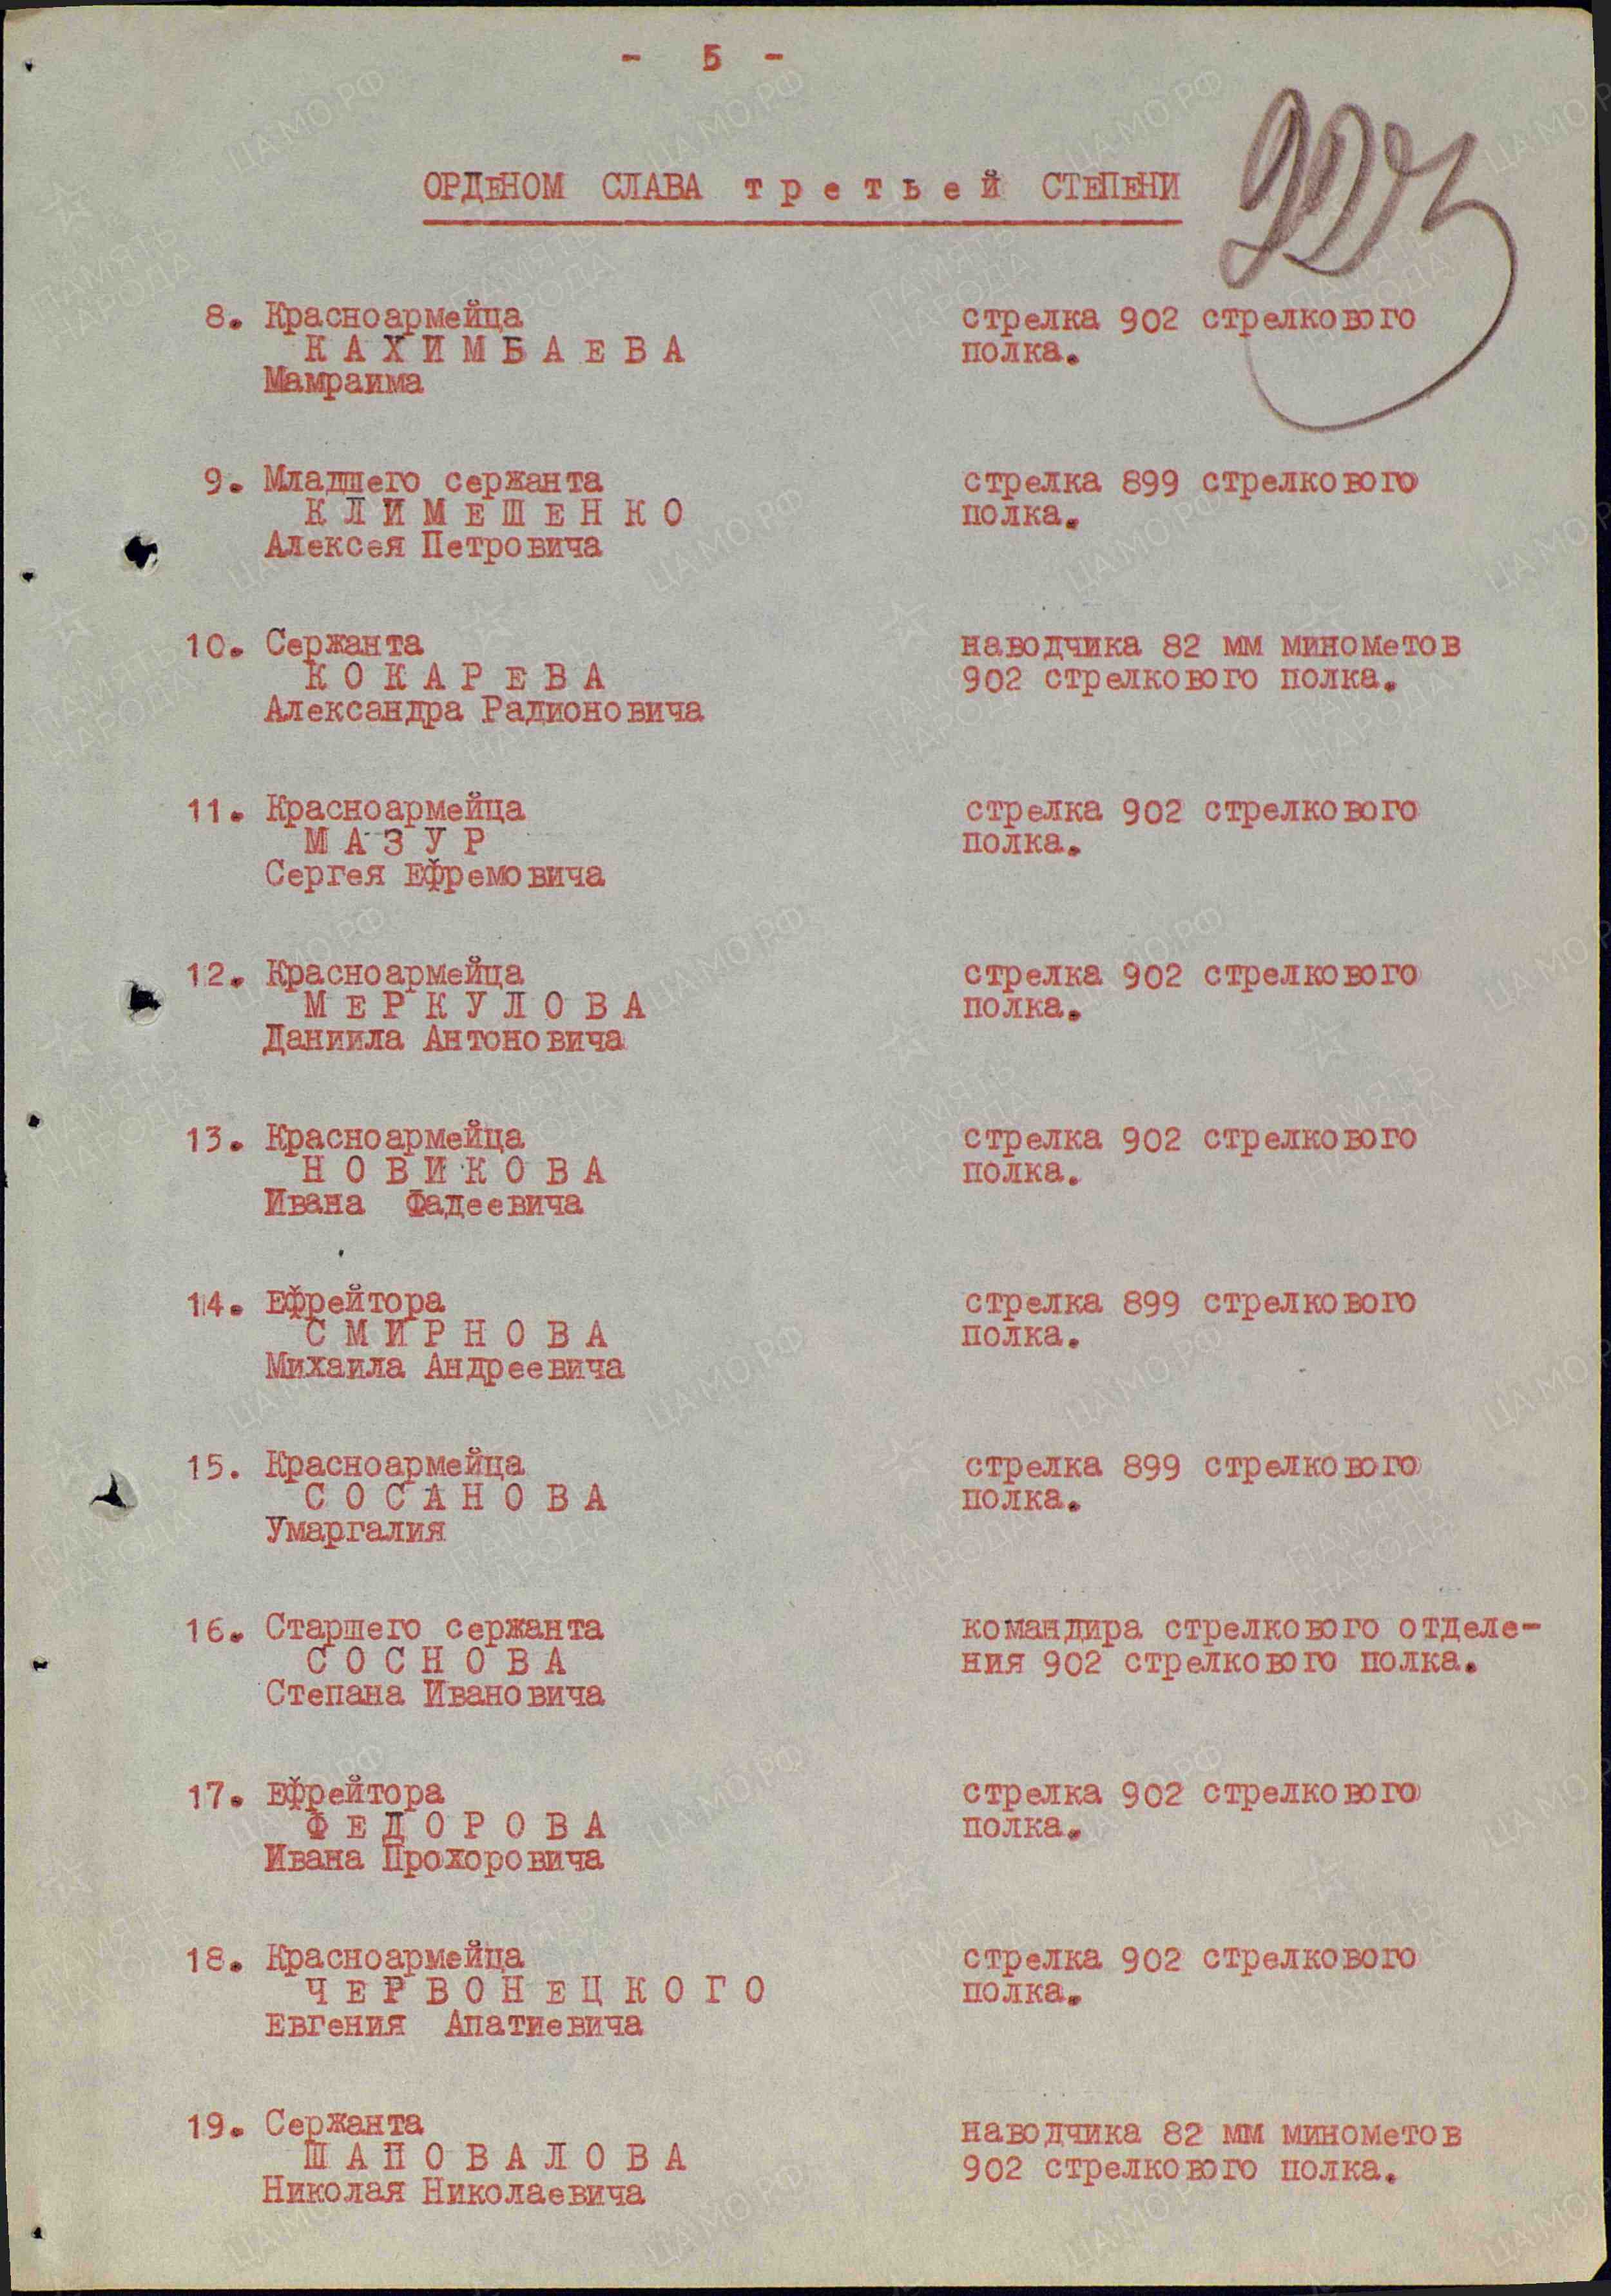 - 5 -
ОРДЕНОМ СЛАВА третьей СТЕПЕНИ
8. Красноармейца стрелка 902 стрелкового
КАХИМБАЕВА полка.
Мамраима
9. Младшего сержанта стрелка 899 стрелкового
КЛИМЕШЕНКО полка.
Алексея Петровича
10. Сержанта наводчика 82 мм минометов
КОКАРЕВА 902 стрелкового полка.
Александра Радионовича
11. Красноармейца стрелка 902 стрелкового
МАЗУР полка.
Сергея Ефремовича
12. Красноармейца стрелка 902 стрелкового
МЕРКУЛОВА полка.
Даниила Антоновича
13. Красноармейца стрелка 902 стрелкового
НОВИКОВА полка.
Ивана Фадеевича
14. Ефрейтора стрелка 899 стрелкового
СМИРНОВА полка.
Михаила Андреевича
15. Красноармейца стрелка 899 стрелкового
СОСАНОВА полка.
Умаргалия
16. Старшего сержанта командира стрелкового отделе-
СОСНОВА ния 902 стрелкового полка.
Степана Ивановича
17. Ефрейтора стрелка 902 стрелкового
ФЕДОРОВА полка.
Ивана Прохоровича
18. Красноармейца стрелка 902 стрелкового
ЧЕРВОНЕЦКОГО полка.
Евгения Апатиевича
19. Сержанта наводчика 82 мм минометов
ШАПОВАЛОВА 902 стрелкового полка.
Николая Николаевича